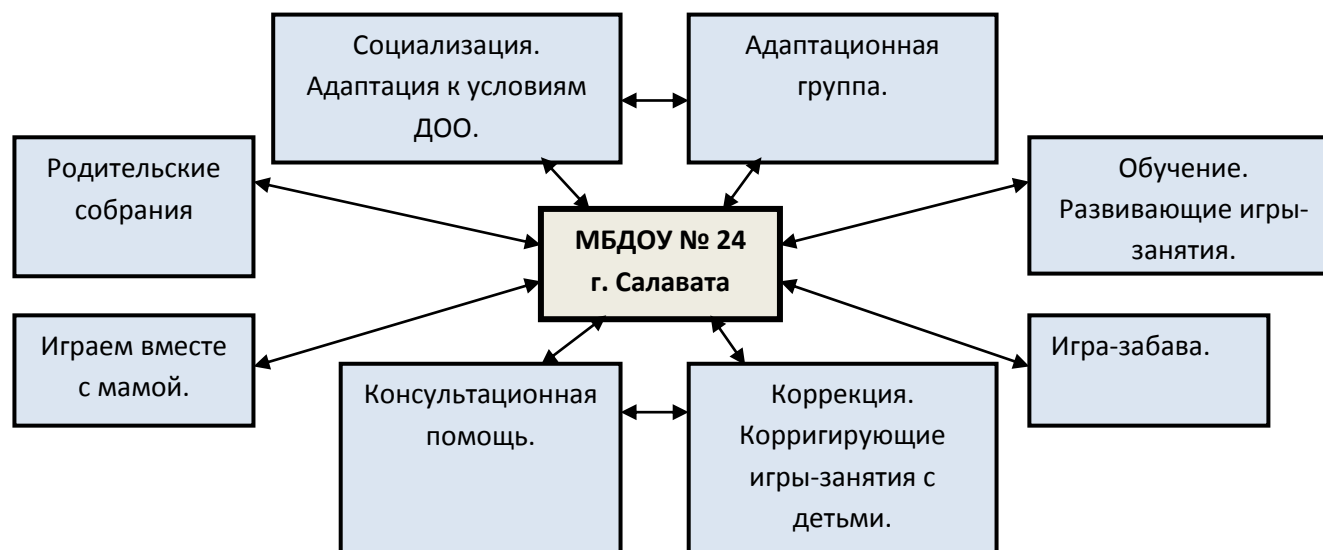 Социализация.
Адаптация к условиям
ДОО.
Адаптационная
группа.
Родительские
собрания
Обучение.
Развивающие игры-
занятия.
МБДОУ № 24
г. Салавата
Играем вместе
с мамой.
Игра-забава.
Консультационная
помощь.
Коррекция.
Корригирующие
игры-занятия с
детьми.